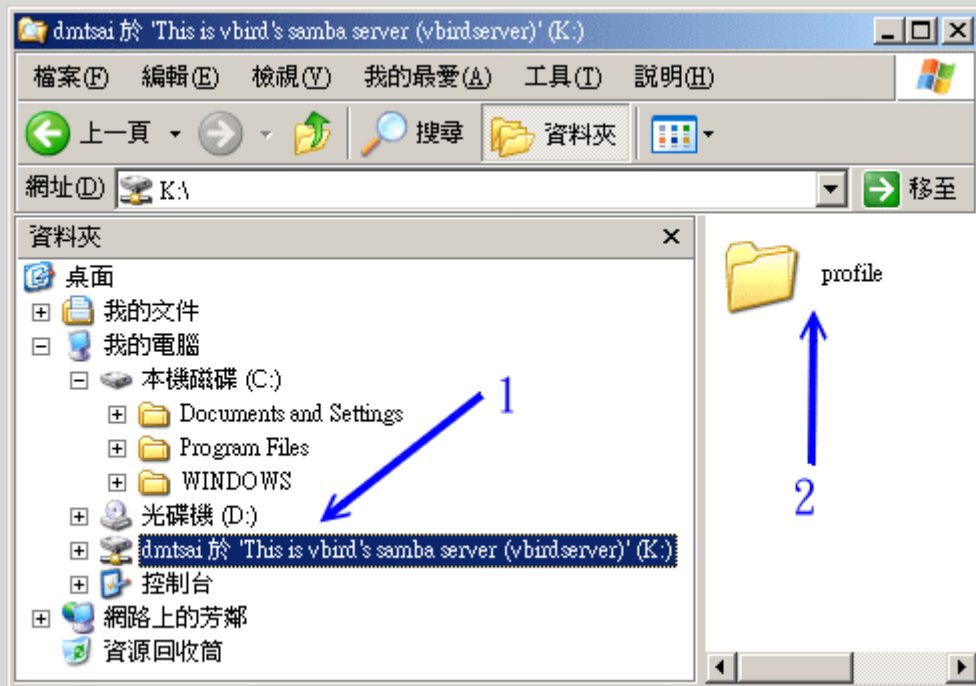 dmtsai 於 'This is vbird's samba server (vbirdserver)' (K:)
檔案(F) 編輯(E) 檢視(V) 我的最愛(A) 工具(T) 說明(H)
上一頁 搜尋 資料夾
網址(D) K:\ 移至
資料夾
桌面
我的文件
我的電腦
本機磁碟 (C:)
Documents and Settings
Program Files
WINDOWS
光碟機 (D:)
dmtsai 於 'This is vbird's samba server (vbirdserver)' (K:)
控制台
網路上的芳鄰
資源回收筒
1
profile
2